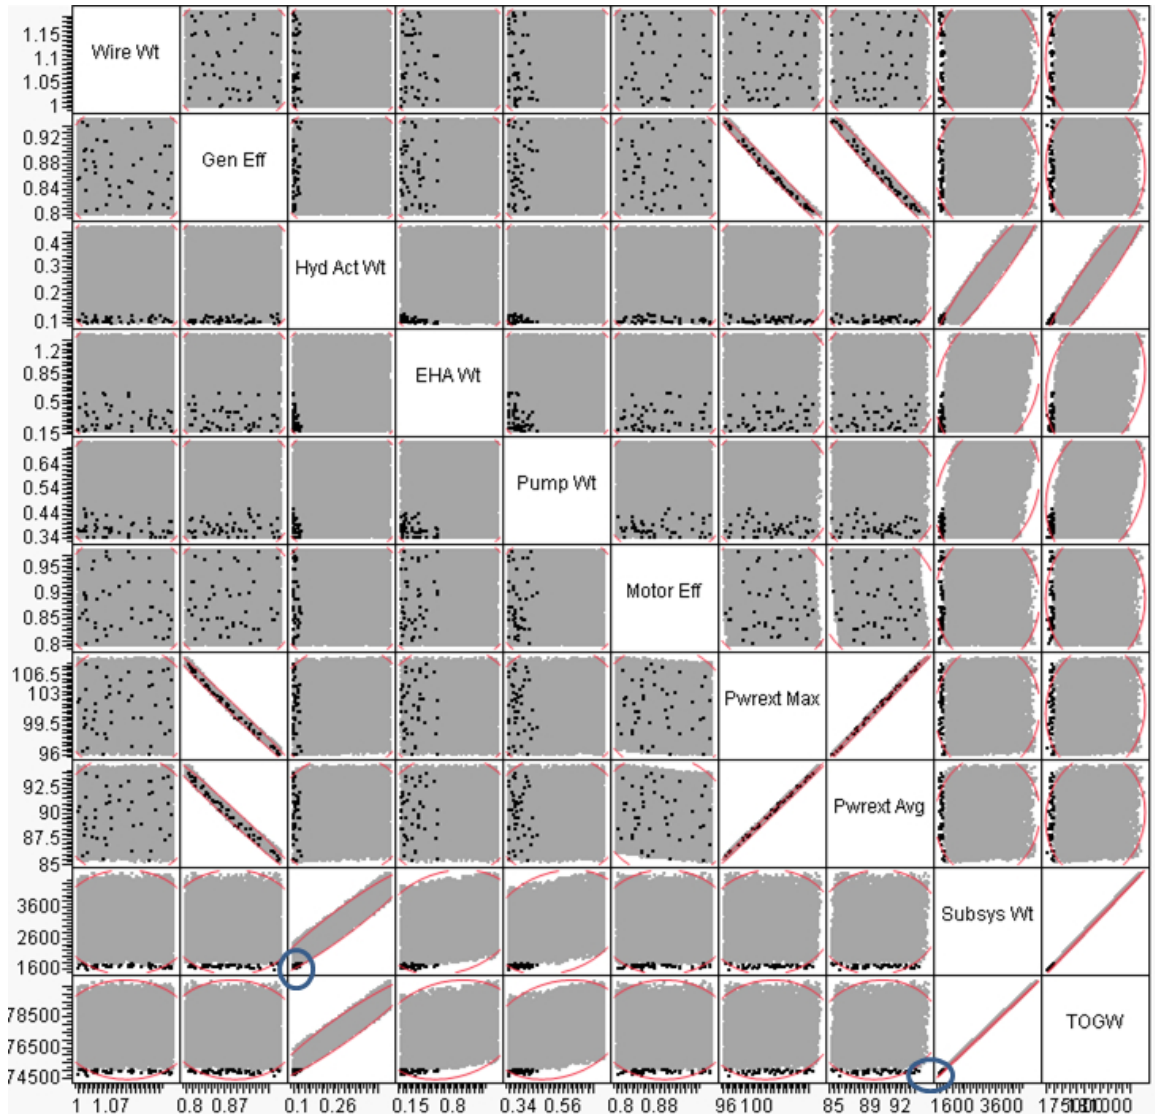 1.15 Wire Wt
1.1
1.05
1
0.92 Gen Eff
0.88
0.84
0.8
0.4 Hyd Act Wt
0.3
0.2
0.1
1.2 EHA Wt
0.85
0.5
0.15
0.64 Pump Wt
0.54
0.44
0.34
0.95 Motor Eff
0.9
0.85
0.8
106.5 Pwrext Max
103
99.5
96
92.5 Pwrext Avg
90
87.5
85
3600 Subsys Wt
2600
1600
78500 TOGW
76500
74500
1 1.07 0.8 0.87 0.1 0.26 0.15 0.8 0.34 0.56 0.8 0.88 96 100 85 89 92 1600 3600